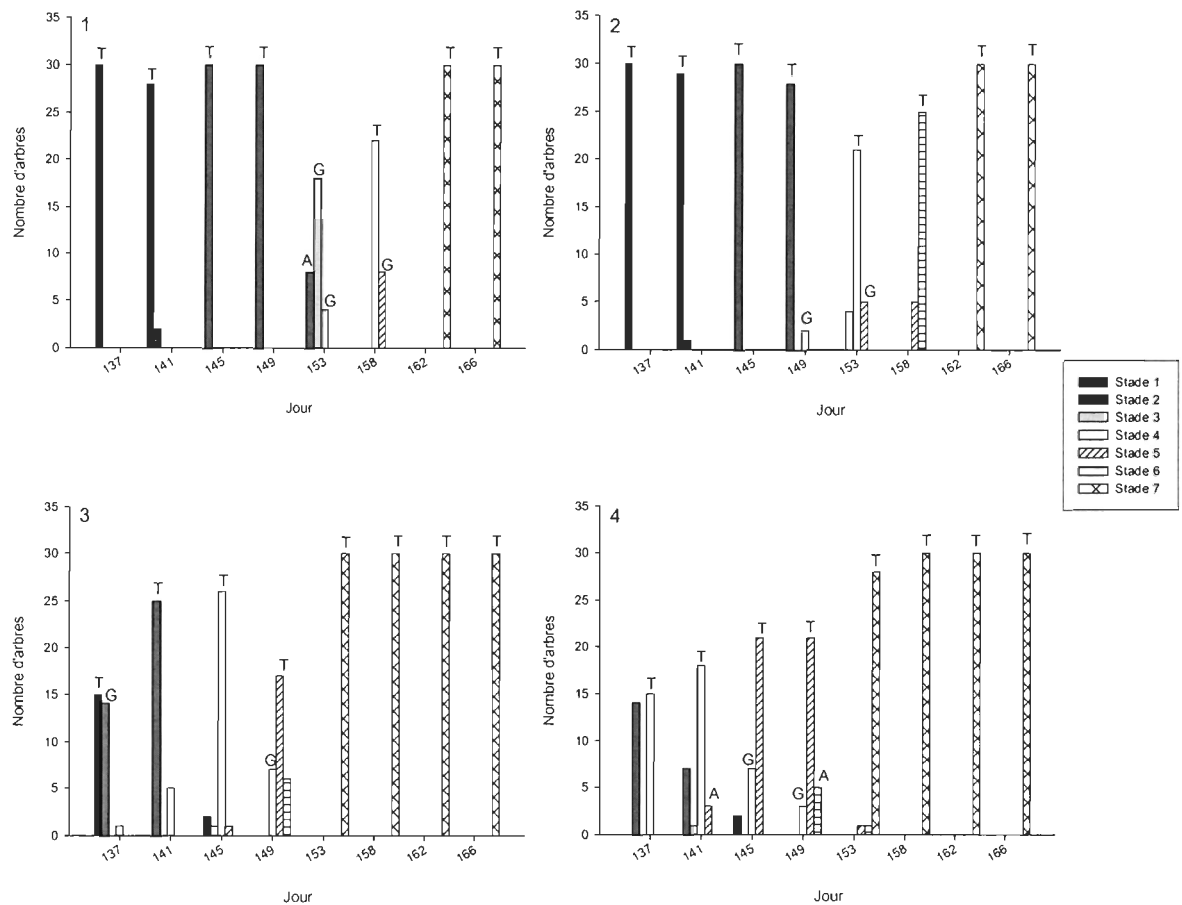 1
Nombre d'arbres
35
30
25
20
15
10
5
0
T T T T T T T
A G G G
137 141 145 149 153 158 162 166
Jour
2
Nombre d'arbres
35
30
25
20
15
10
5
0
T T T T T T T T
G G
137 141 145 149 153 158 162 166
Jour
Stade 1
Stade 2
Stade 3
Stade 4
Stade 5
Stade 6
Stade 7
3
Nombre d'arbres
35
30
25
20
15
10
5
0
T G T T G T T T T T
137 141 145 149 153 158 162 166
Jour
4
Nombre d'arbres
35
30
25
20
15
10
5
0
T T A G T G T A T T T T
137 141 145 149 153 158 162 166
Jour